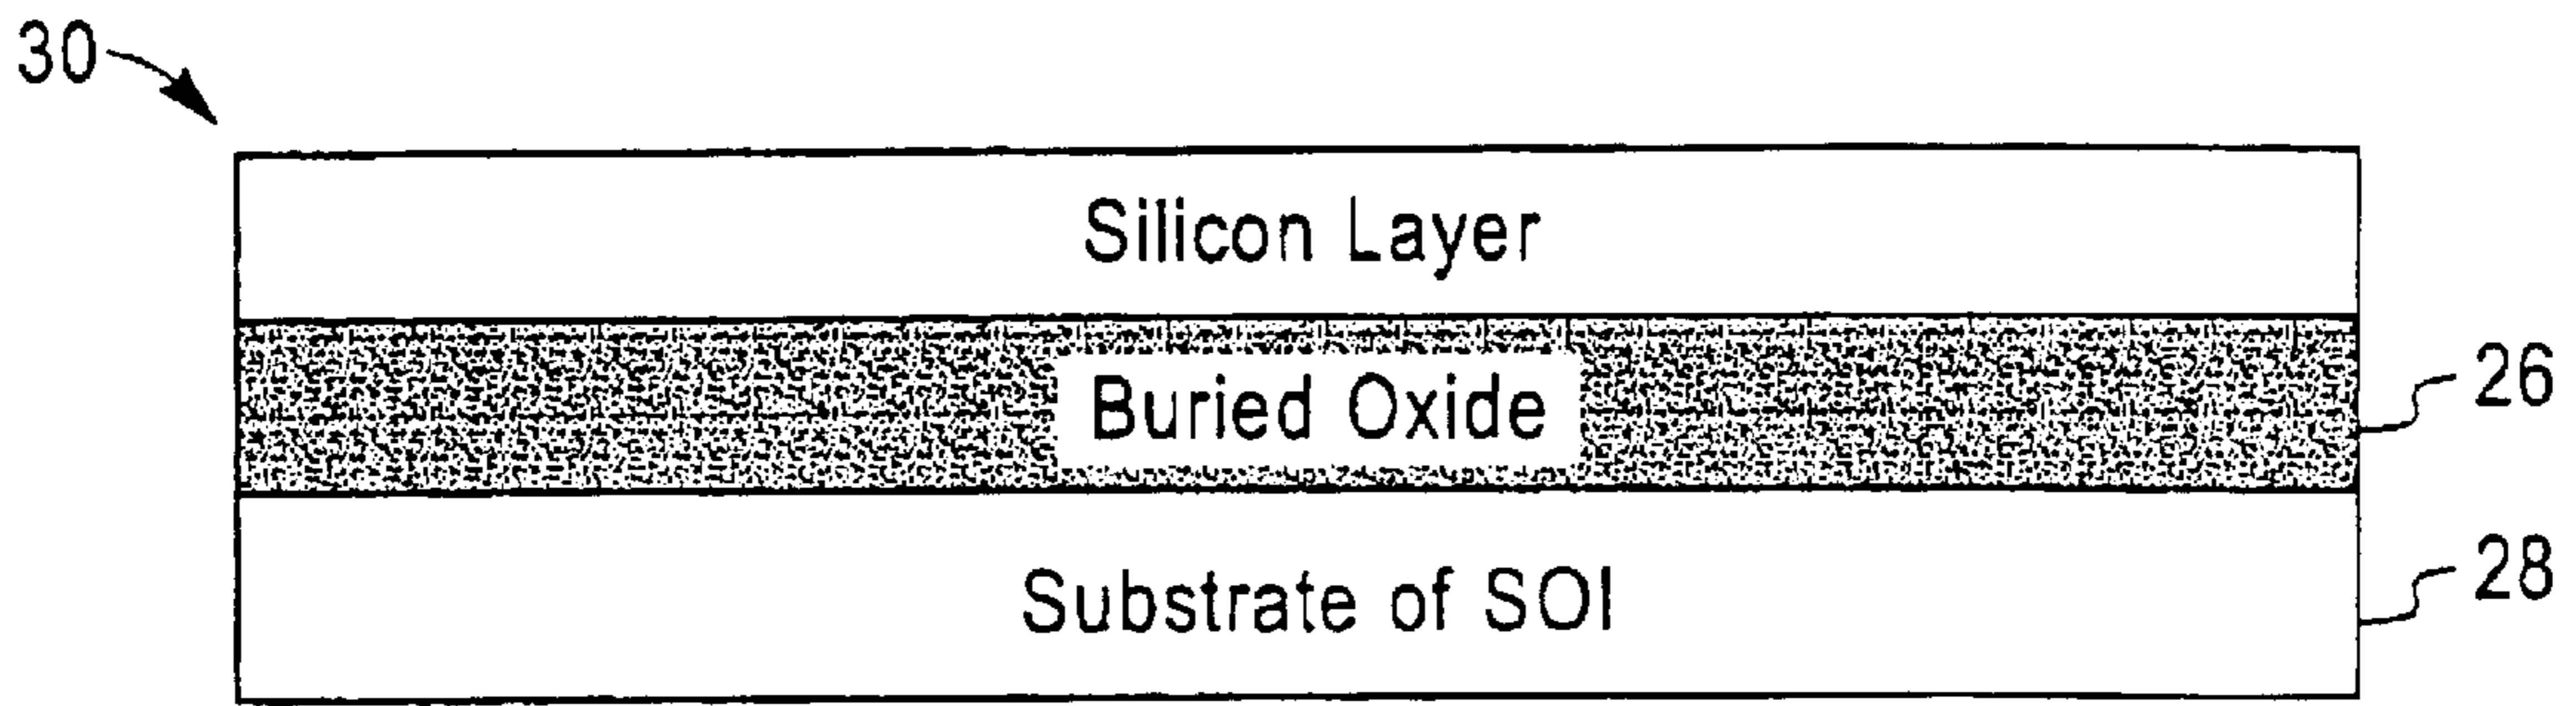 30
Silicon Layer
Buried Oxide
26
Substrate of SOI
28